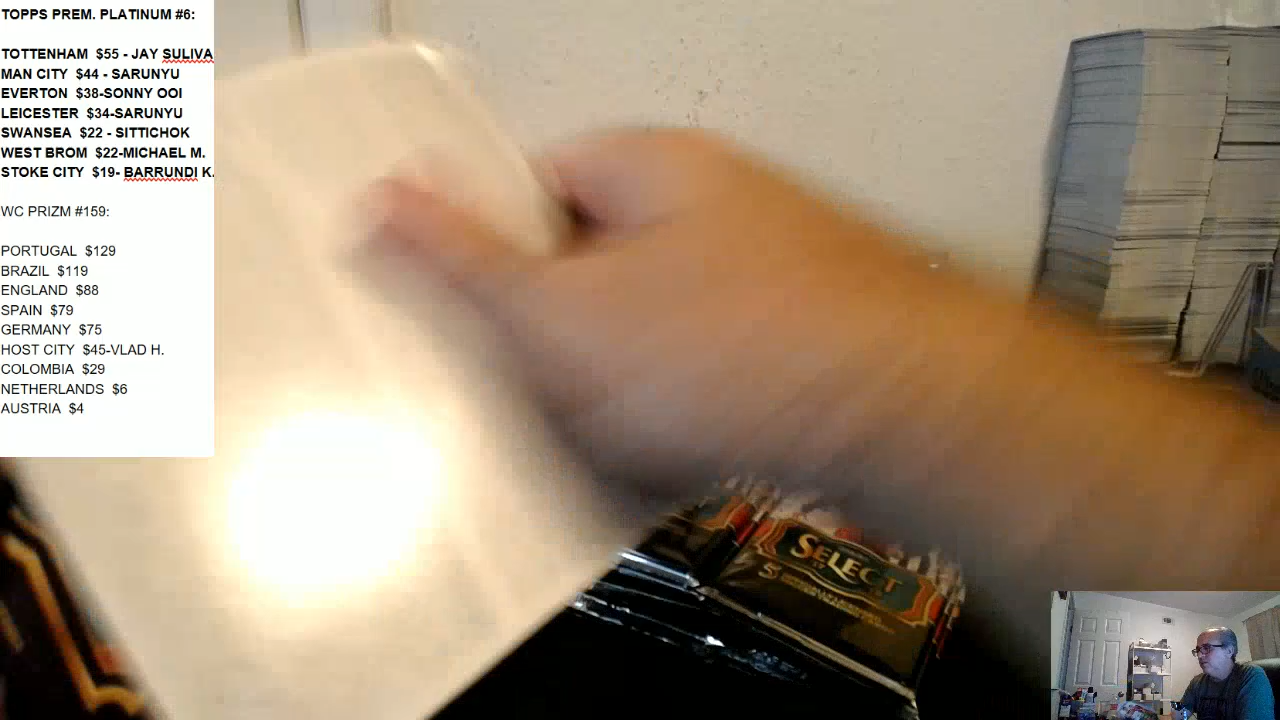 TOPPS PREM. PLATINUM #6:
TOTTENHAM $55 - JAY SULIVA
MAN CITY $44 - SARUNYU
EVERTON $38-SONNY OOI
LEICESTER $34-SARUNYU
SWANSEA $22 - SITTICHOK
WEST BROM $22-MICHAEL M.
STOKE CITY $19- BARRUNDI K.
WC PRIZM #159:
PORTUGAL $129
BRAZIL $119
ENGLAND $88
SPAIN $79
GERMANY $75
HOST CITY $45-VLAD H.
COLOMBIA $29
NETHERLANDS $6
AUSTRIA $4
SELECT
5